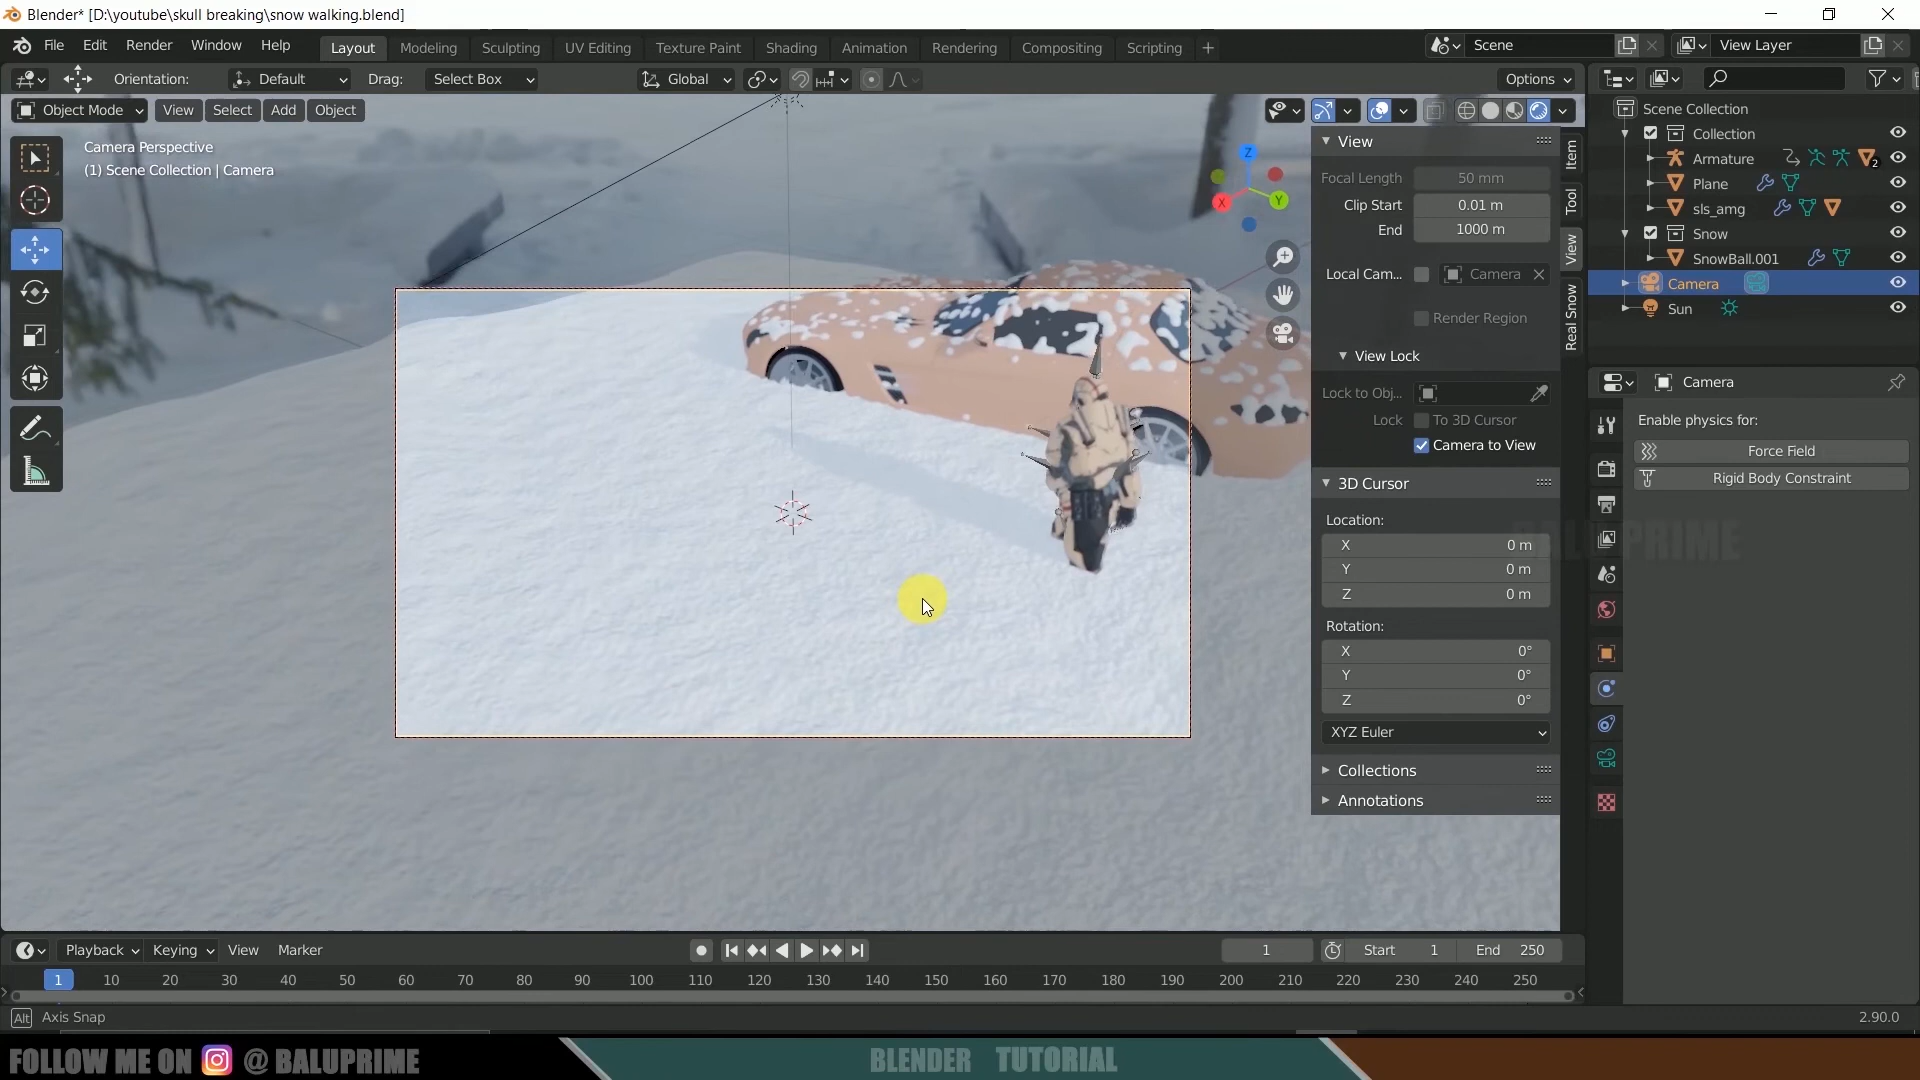 Blender* [D:\youtube\skull breaking\snow walking.blend]
File Edit Render Window Help Layout Modeling Sculpting UV Editing Texture Paint Shading Animation Rendering Compositing Scripting + Scene View Layer
Orientation: Default Drag: Select Box Global Options
Object Mode View Select Add Object
Camera Perspective
(1) Scene Collection | Camera
Z
X
Y
View
Focal Length 50 mm
Clip Start 0.01 m
End 1000 m
Local Cam... Camera
Render Region
View Lock
Lock to Obj...
Lock To 3D Cursor
Camera to View
3D Cursor
Location:
X 0 m
Y 0 m
Z 0 m
Rotation:
X 0°
Y 0°
Z 0°
XYZ Euler
Collections
Annotations
Item
Tool
View
Real Snow
Scene Collection
Collection
Armature 2
Plane
sls_amg
Snow
SnowBall.001
Camera
Sun
Camera
Enable physics for:
Force Field
Rigid Body Constraint
BALUPRIME
Playback Keying View Marker 1 Start 1 End 250
1 10 20 30 40 50 60 70 80 90 100 110 120 130 140 150 160 170 180 190 200 210 220 230 240 250
Alt Axis Snap 2.90.0
FOLLOW ME ON @ BALUPRIME BLENDER TUTORIAL